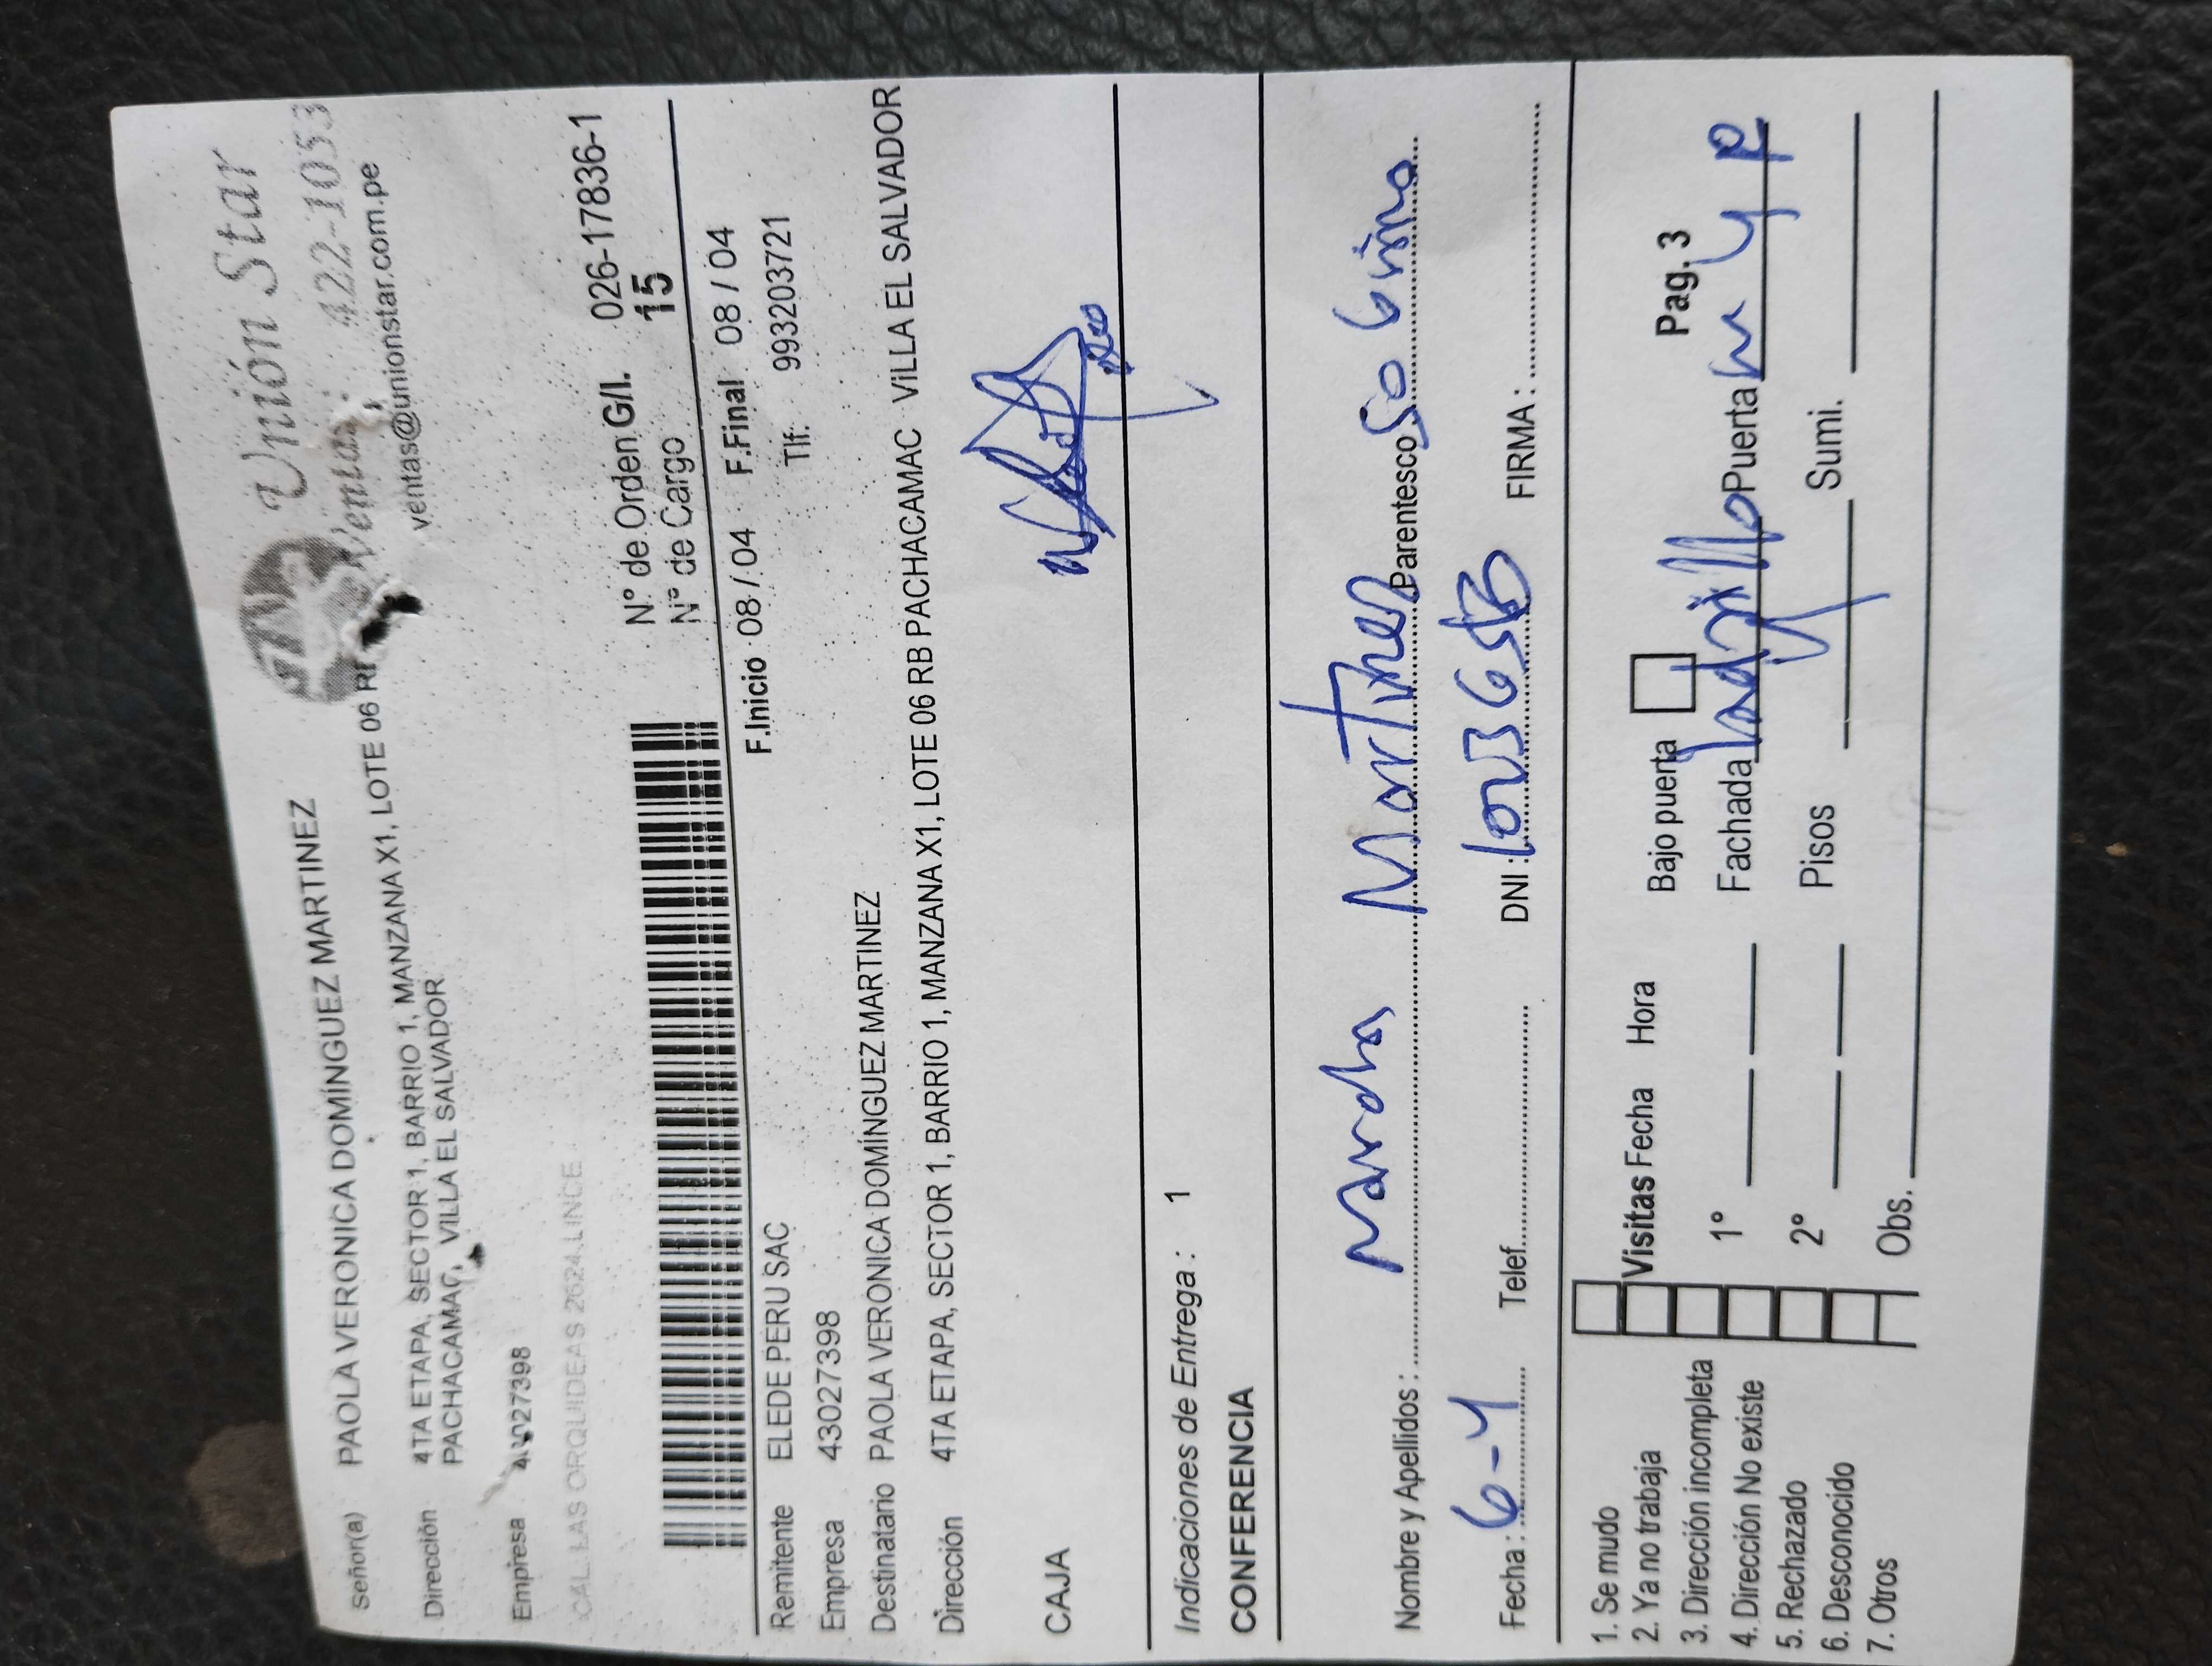 Unión Star
Ventas: 422-1053
ventas@unionstar.com.pe
Señor(a) PAOLA VERONICA DOMÍNGUEZ MARTINEZ
Dirección 4TA ETAPA, SECTOR 1, BARRIO 1, MANZANA X1, LOTE 06 RB
PACHACAMAC, VILLA EL SALVADOR
Empresa 43027398
CAL.LAS ORQUIDEAS 2624.LINCE
N° de Orden G/I. 026-17836-1
N° de Cargo 15
F.Inicio 08 / 04 F.Final 08 / 04
Remitente ELEDE PERU SAC Tlf: 993203721
Empresa 43027398
Destinatario PAOLA VERONICA DOMÍNGUEZ MARTINEZ
Dirección 4TA ETAPA, SECTOR 1, BARRIO 1, MANZANA X1, LOTE 06 RB PACHACAMAC VILLA EL SALVADOR
CAJA
Indicaciones de Entrega : 1
CONFERENCIA
Nombre y Apellidos : Martinez Parentesco
Fecha : 6-4 Telef. DNI : FIRMA :
1. Se mudo
2. Ya no trabaja
3. Dirección incompleta
4. Dirección No existe
5. Rechazado
6. Desconocido
7. Otros
Visitas Fecha Hora Bajo puerta Pag. 3
1° Fachada ladrillo Puerta
2° Pisos Sumi.
Obs.